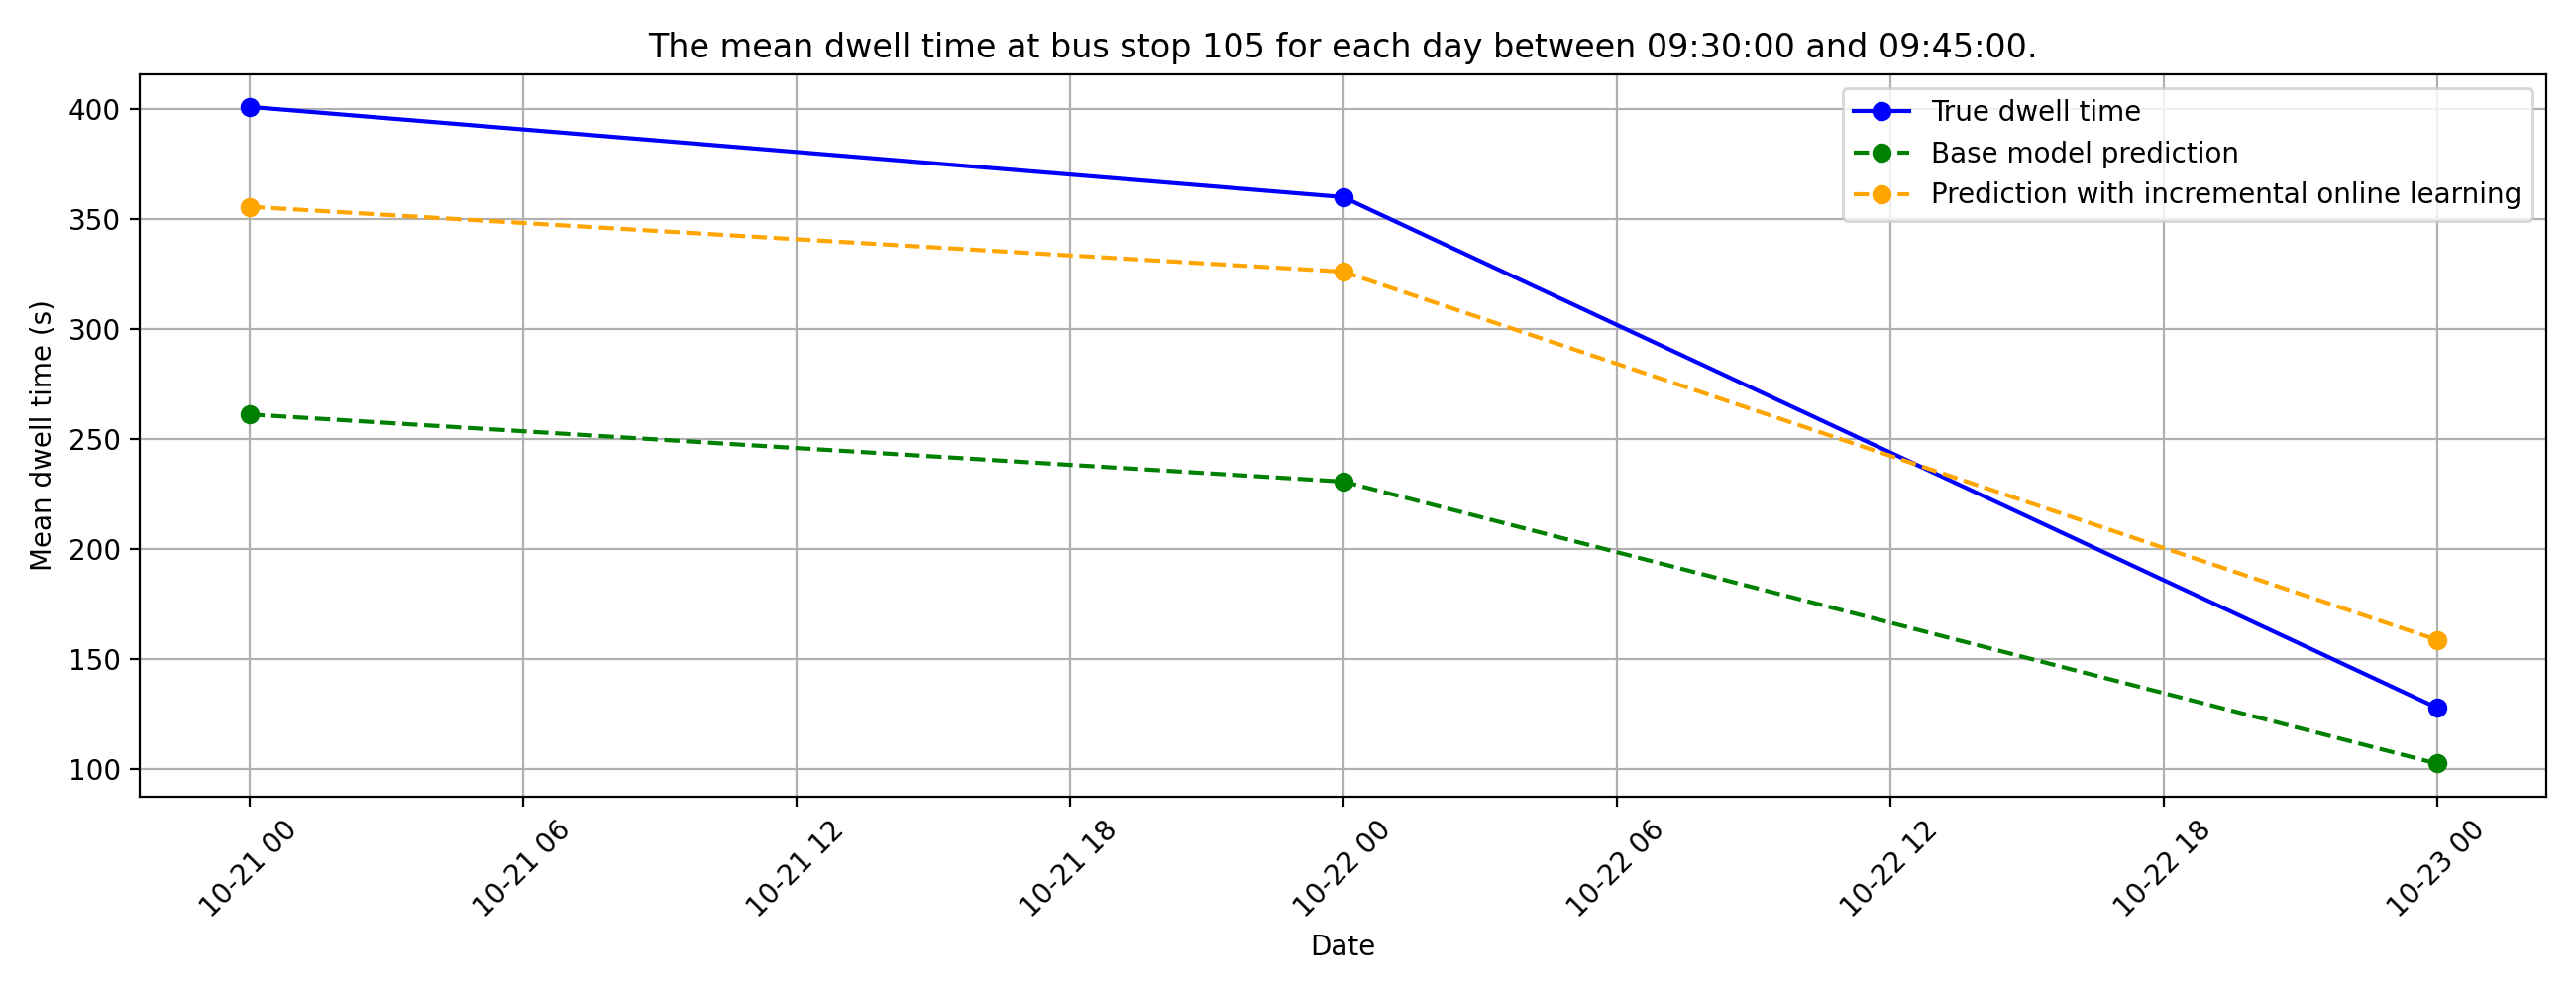 The mean dwell time at bus stop 105 for each day between 09:30:00 and 09:45:00.
True dwell time
Base model prediction
Prediction with incremental online learning
Mean dwell time (s)
400
350
300
250
200
150
100
10-21 00
10-21 06
10-21 12
10-21 18
10-22 00
10-22 06
10-22 12
10-22 18
10-23 00
Date